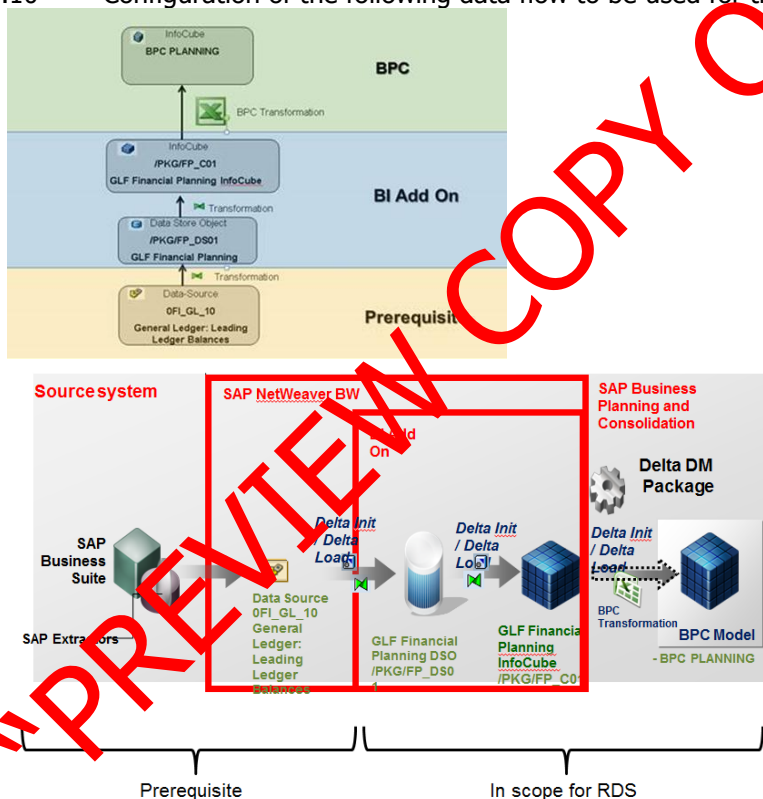 .10 Configuration of the following data flow to be used for th
InfoCube
BPC PLANNING
BPC
BPC Transformation
InfoCube
/PKG/FP_C01
GLF Financial Planning InfoCube
BI Add On
Transformation
Data Store Object
/PKG/FP_DS01
GLF Financial Planning
Transformation
Data-Source
0FI_GL_10
General Ledger: Leading
Ledger Balances
Prerequisit
"PREVIEW COPY O
Source system
SAP NetWeaver BW
SAP Business
Planning and
Consolidation
On
Delta DM
Package
SAP
Business
Suite
SAP Extractors
Delta Init
/ Delta
Load
Delta Init
/ Delta
Load
Delta Init
/ Delta
Load
Data Source
0FI_GL_10
General
Ledger:
Leading
Ledger
Balances
GLF Financial
Planning DSO
/PKG/FP_DS0
1
GLF Financia
Planning
InfoCube
/PKG/FP_C01
BPC
Transformation
BPC Model
- BPC PLANNING
Prerequisite
In scope for RDS